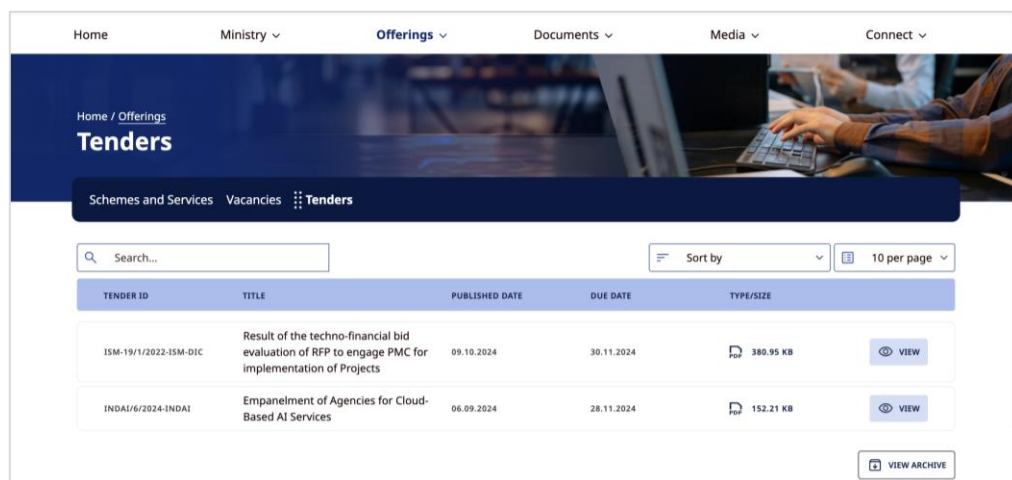 Home Ministry Offerings Documents Media Connect
Home / Offerings
Tenders
Schemes and Services Vacancies Tenders
Search... Sort by 10 per page
TENDER ID TITLE PUBLISHED DATE DUE DATE TYPE/SIZE
Result of the techno-financial bid
ISM-19/1/2022-ISM-DIC evaluation of RFP to engage PMC for 09.10.2024 30.11.2024 PDF 380.95 KB VIEW
implementation of Projects
Empanelment of Agencies for Cloud-
INDAI/6/2024-INDAI 06.09.2024 28.11.2024 PDF 152.21 KB VIEW
Based AI Services
VIEW ARCHIVE